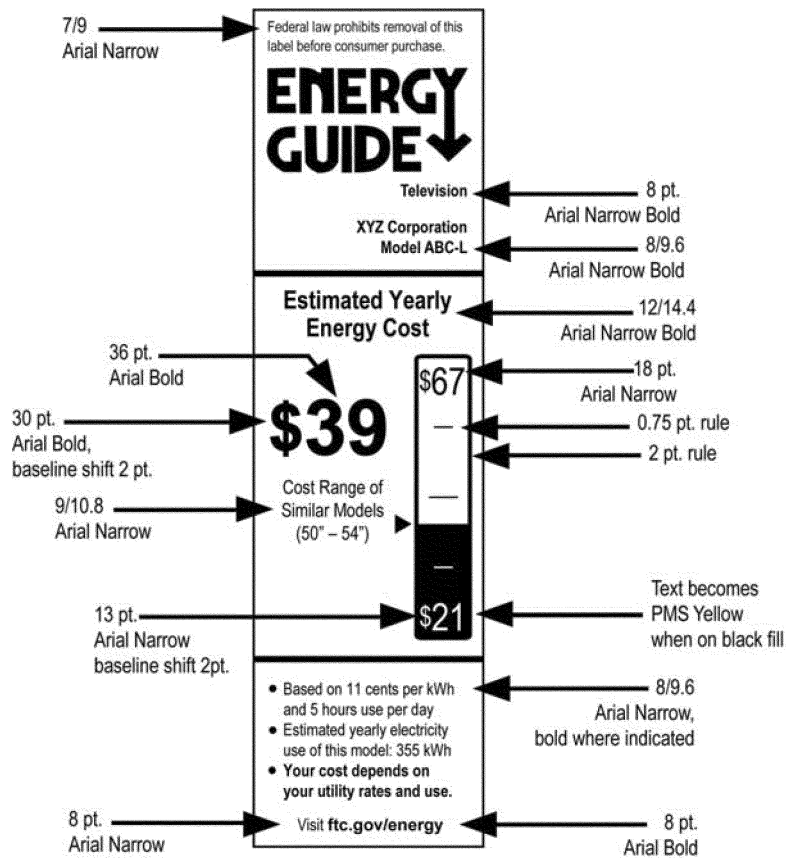 7/9
Arial Narrow
Federal law prohibits removal of this
label before consumer purchase.
ENERGY
GUIDE
Television
8 pt.
Arial Narrow Bold
XYZ Corporation
Model ABC-L
8/9.6
Arial Narrow Bold
Estimated Yearly
Energy Cost
12/14.4
Arial Narrow Bold
36 pt.
Arial Bold
$67
18 pt.
Arial Narrow
30 pt.
Arial Bold,
baseline shift 2 pt.
$39
0.75 pt. rule
2 pt. rule
9/10.8
Arial Narrow
Cost Range of
Similar Models
(50” – 54”)
13 pt.
Arial Narrow
baseline shift 2pt.
$21
Text becomes
PMS Yellow
when on black fill
● Based on 11 cents per kWh
and 5 hours use per day
● Estimated yearly electricity
use of this model: 355 kWh
● Your cost depends on
your utility rates and use.
8/9.6
Arial Narrow,
bold where indicated
8 pt.
Arial Narrow
Visit ftc.gov/energy
8 pt.
Arial Bold